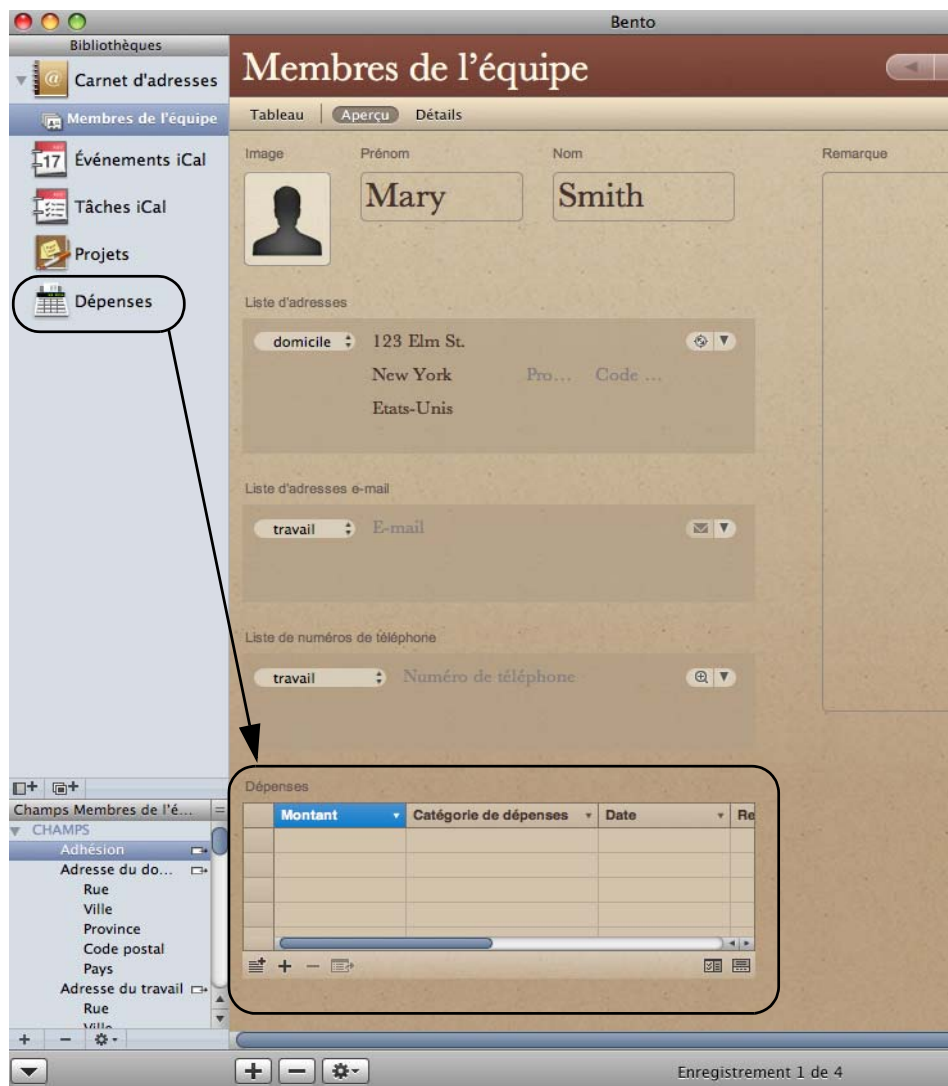 Bento
Bibliothèques
Carnet d'adresses
Membres de l'équipe
Événements iCal
17
Tâches iCal
Projets
Dépenses
Membres de l'équipe
Tableau Aperçu Détails
Image Prénom Nom Remarque
Mary Smith
Liste d'adresses
domicile 123 Elm St.
New York Pro... Code ...
Etats-Unis
Liste d'adresses e-mail
travail E-mail
Liste de numéros de téléphone
travail Numéro de téléphone
Dépenses
Montant Catégorie de dépenses Date Re
Champs Membres de l'é...
CHAMPS
Adhésion
Adresse du do...
Rue
Ville
Province
Code postal
Pays
Adresse du travail
Rue
Ville
Enregistrement 1 de 4